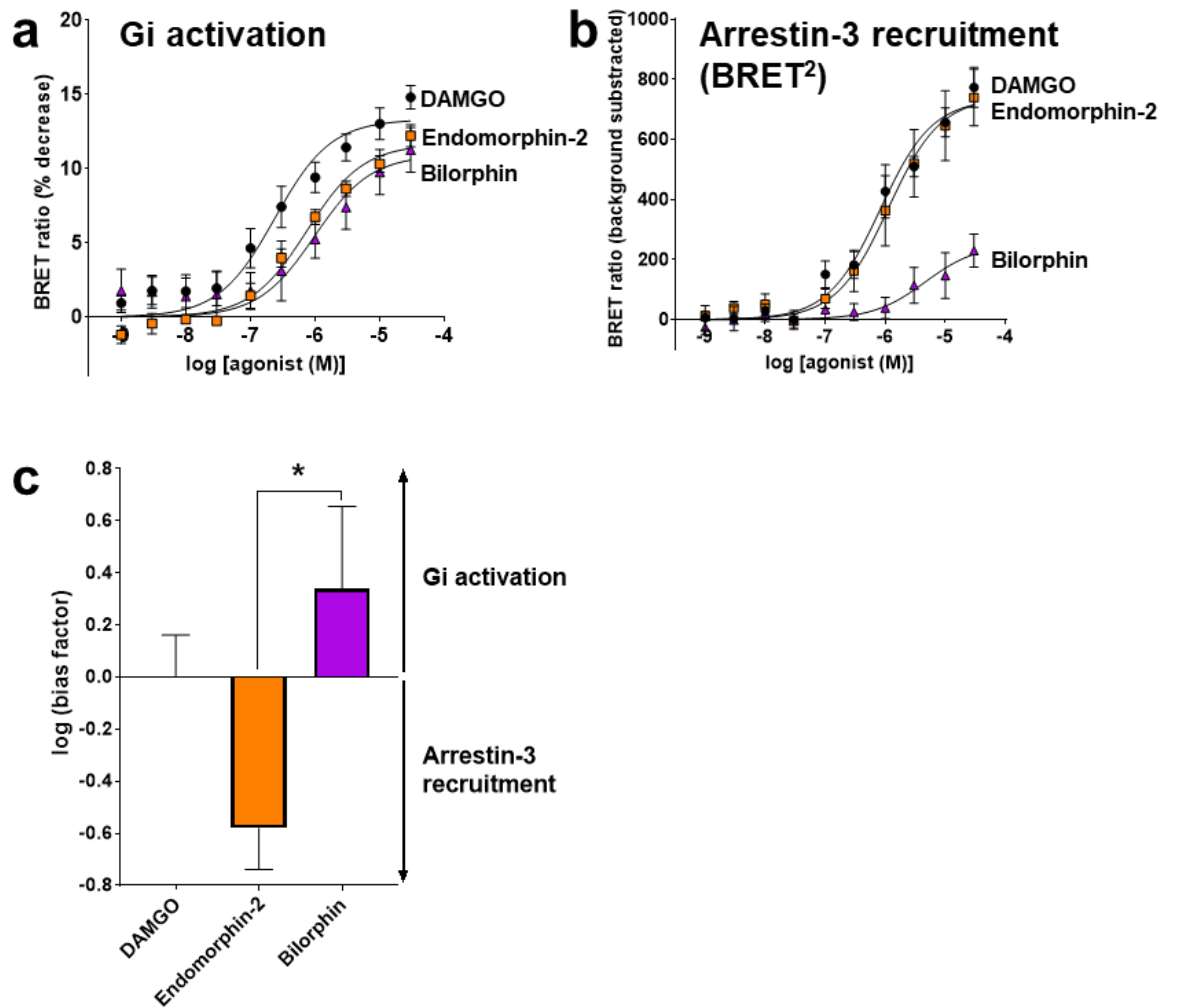 a
Gi activation
BRET ratio (% decrease)
20
15
10
5
0
DAMGO
Endomorphin-2
Bilorphin
-9
-8
-7
-6
-5
-4
log [agonist (M)]
b
Arrestin-3 recruitment
(BRET²)
BRET ratio (background substracted)
1000
800
600
400
200
0
DAMGO
Endomorphin-2
Bilorphin
-9
-8
-7
-6
-5
-4
log [agonist (M)]
c
log (bias factor)
0.8
0.6
0.4
0.2
0.0
-0.2
-0.4
-0.6
-0.8
*
Gi activation
Arrestin-3
recruitment
DAMGO
Endomorphin-2
Bilorphin